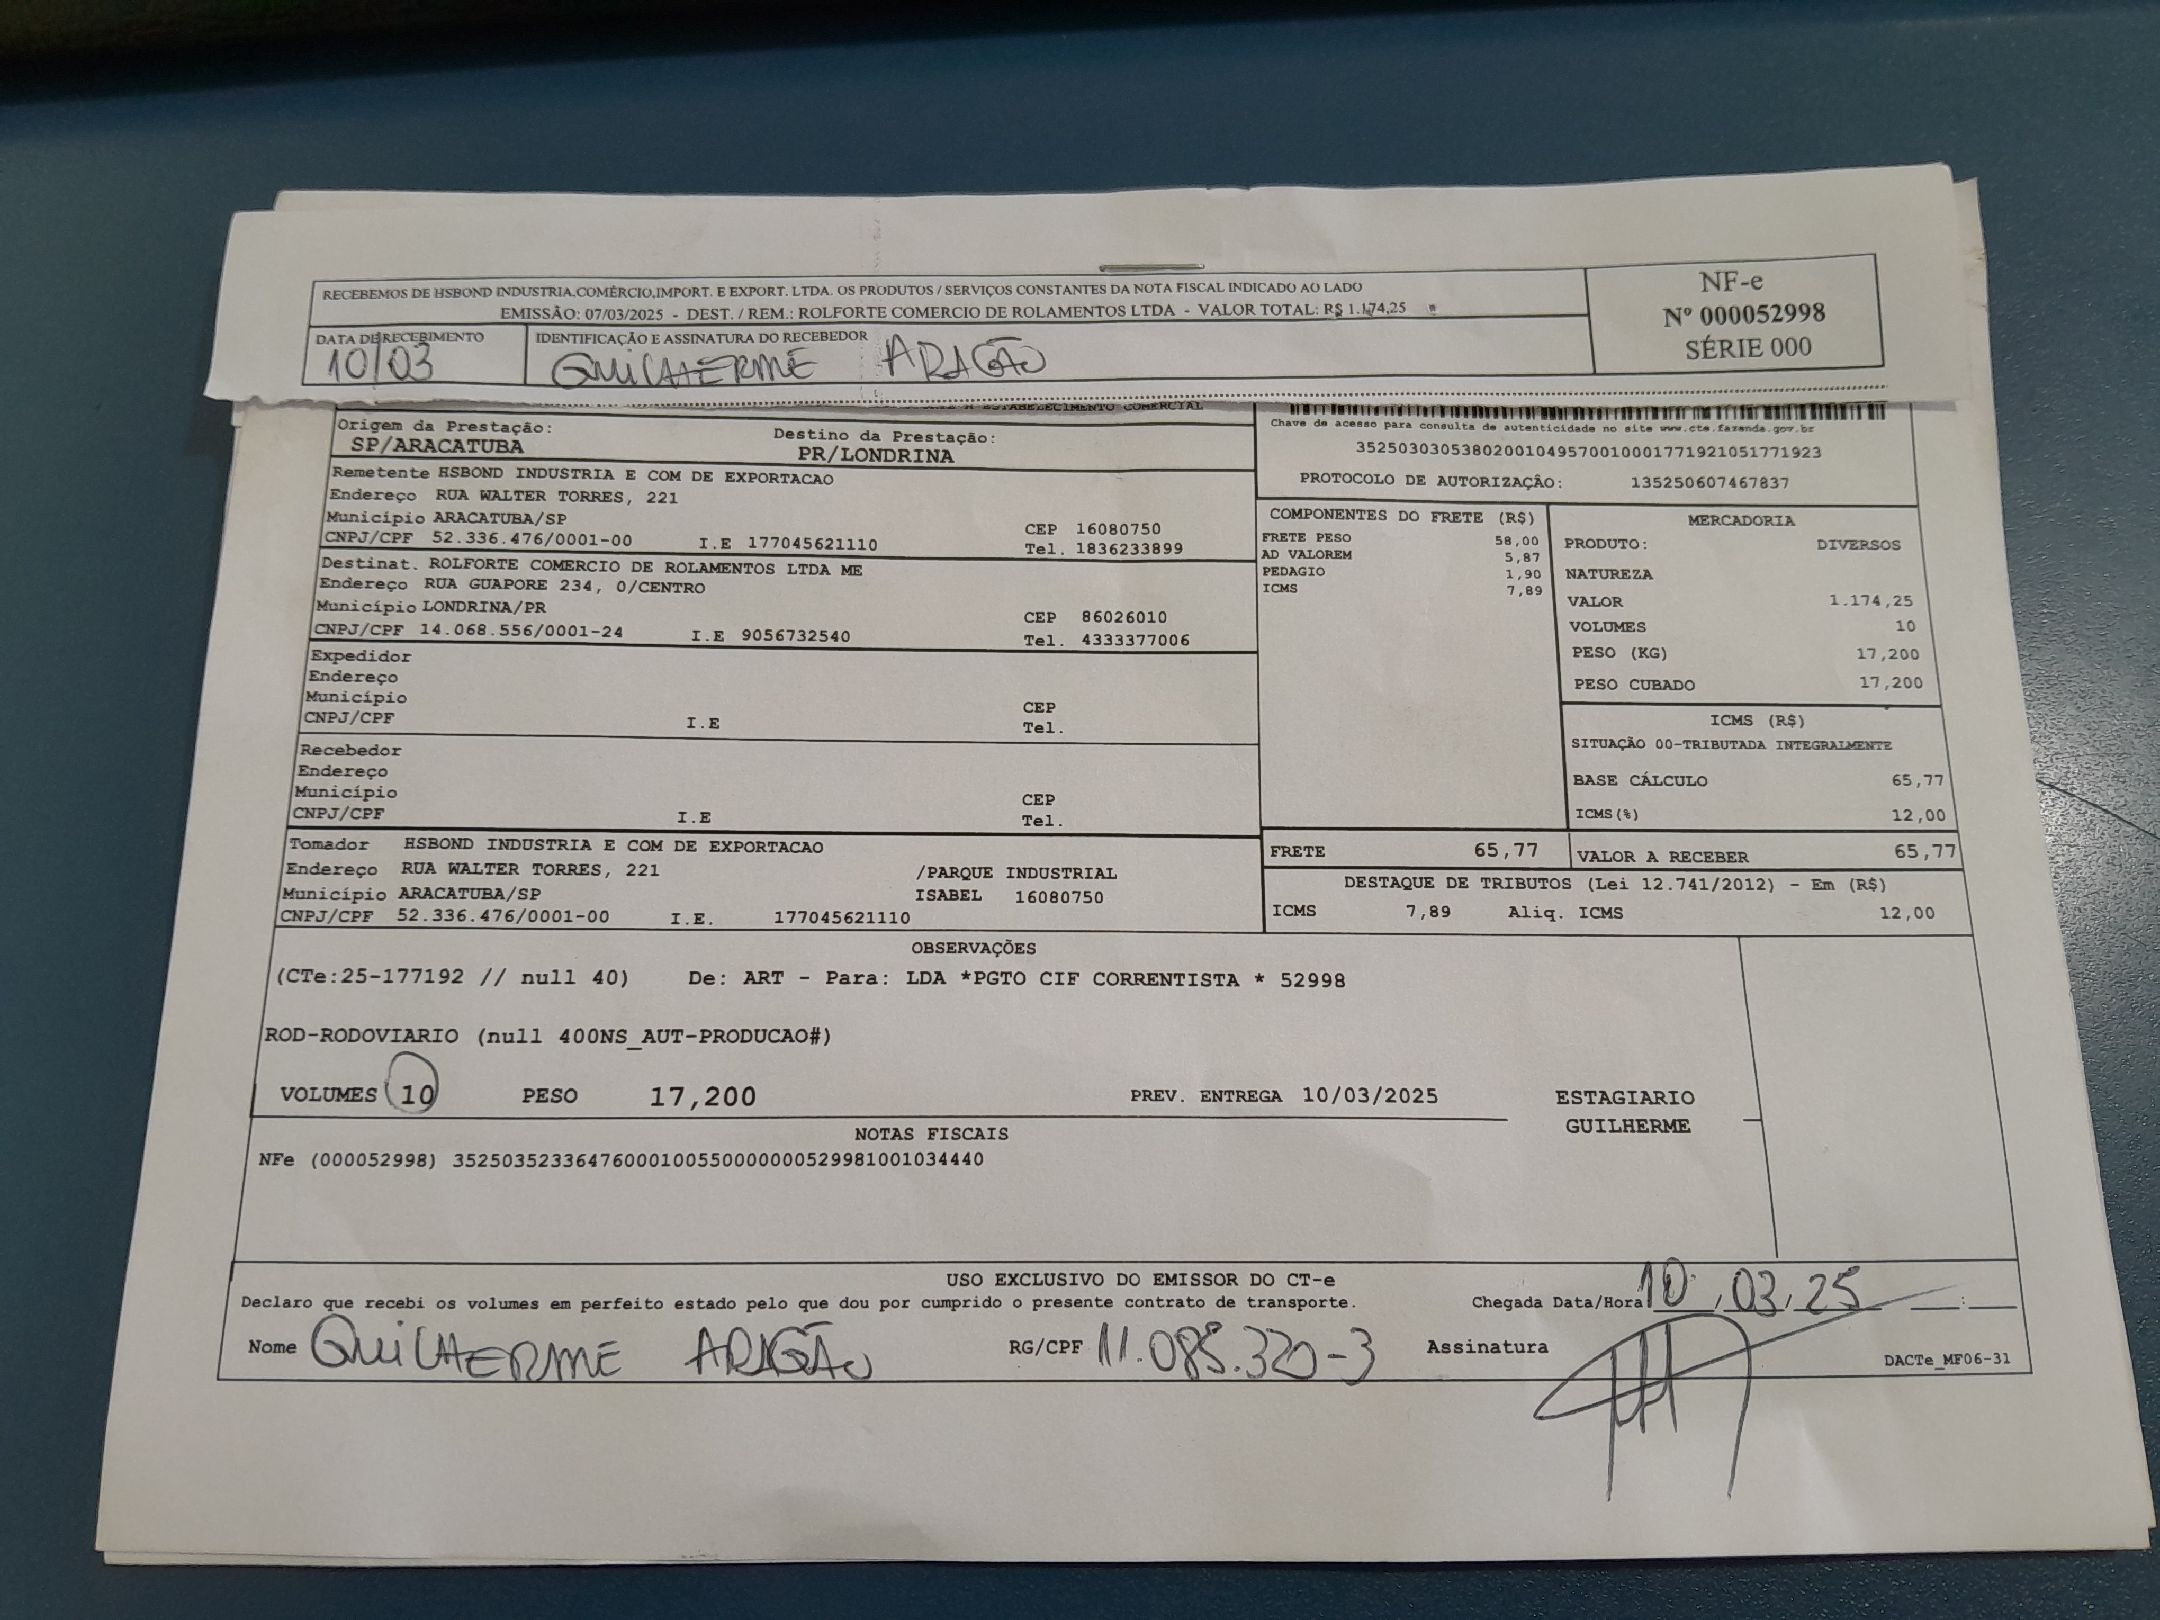 RECEBEMOS DE HSBOND INDUSTRIA.COMÉRCIO,IMPORT. E EXPORT. LTDA. OS PRODUTOS / SERVIÇOS CONSTANTES DA NOTA FISCAL INDICADO AO LADO
EMISSÃO: 07/03/2025 - DEST. / REM.: ROLFORTE COMERCIO DE ROLAMENTOS LTDA - VALOR TOTAL: R$ 1.174,25
NF-e
Nº 000052998
SÉRIE 000
DATA DE RECEBIMENTO
10/03
IDENTIFICAÇÃO E ASSINATURA DO RECEBEDOR
GUILHERME ARAGÃO
ESTABELECIMENTO COMERCIAL
Origem da Prestação:
SP/ARACATUBA
Destino da Prestação:
PR/LONDRINA
Chave de acesso para consulta de autenticidade no site www.cte.fazenda.gov.br
35250303053802001049570010001771921051771923
PROTOCOLO DE AUTORIZAÇÃO: 135250607467837
Remetente HSBOND INDUSTRIA E COM DE EXPORTACAO
Endereço RUA WALTER TORRES, 221
Município ARACATUBA/SP CEP 16080750
CNPJ/CPF 52.336.476/0001-00 I.E 177045621110 Tel. 1836233899
Destinat. ROLFORTE COMERCIO DE ROLAMENTOS LTDA ME
Endereço RUA GUAPORE 234, 0/CENTRO
Município LONDRINA/PR CEP 86026010
CNPJ/CPF 14.068.556/0001-24 I.E 9056732540 Tel. 4333377006
Expedidor
Endereço
Município CEP
CNPJ/CPF I.E Tel.
Recebedor
Endereço
Município CEP
CNPJ/CPF I.E Tel.
Tomador HSBOND INDUSTRIA E COM DE EXPORTACAO
Endereço RUA WALTER TORRES, 221 /PARQUE INDUSTRIAL
Município ARACATUBA/SP ISABEL 16080750
CNPJ/CPF 52.336.476/0001-00 I.E. 177045621110
COMPONENTES DO FRETE (R$)
FRETE PESO 58,00
AD VALOREM 5,87
PEDAGIO 1,90
ICMS 7,89
MERCADORIA
PRODUTO: DIVERSOS
NATUREZA
VALOR 1.174,25
VOLUMES 10
PESO (KG) 17,200
PESO CUBADO 17,200
ICMS (R$)
SITUAÇÃO 00-TRIBUTADA INTEGRALMENTE
BASE CÁLCULO 65,77
ICMS(%) 12,00
FRETE 65,77
VALOR A RECEBER 65,77
DESTAQUE DE TRIBUTOS (Lei 12.741/2012) - Em (R$)
ICMS 7,89 Aliq. ICMS 12,00
OBSERVAÇÕES
(CTe:25-177192 // null 40) De: ART - Para: LDA *PGTO CIF CORRENTISTA * 52998
ROD-RODOVIARIO (null 400NS_AUT-PRODUCAO#)
VOLUMES 10 PESO 17,200 PREV. ENTREGA 10/03/2025
ESTAGIARIO
GUILHERME
NOTAS FISCAIS
NFe (000052998) 35250352336476000100550000000529981001034440
USO EXCLUSIVO DO EMISSOR DO CT-e
Declaro que recebi os volumes em perfeito estado pelo que dou por cumprido o presente contrato de transporte. Chegada Data/Hora 10,03,25 :
Nome GUILHERME ARAGÃO RG/CPF 11.085.320-3 Assinatura
DACTe_MF06-31